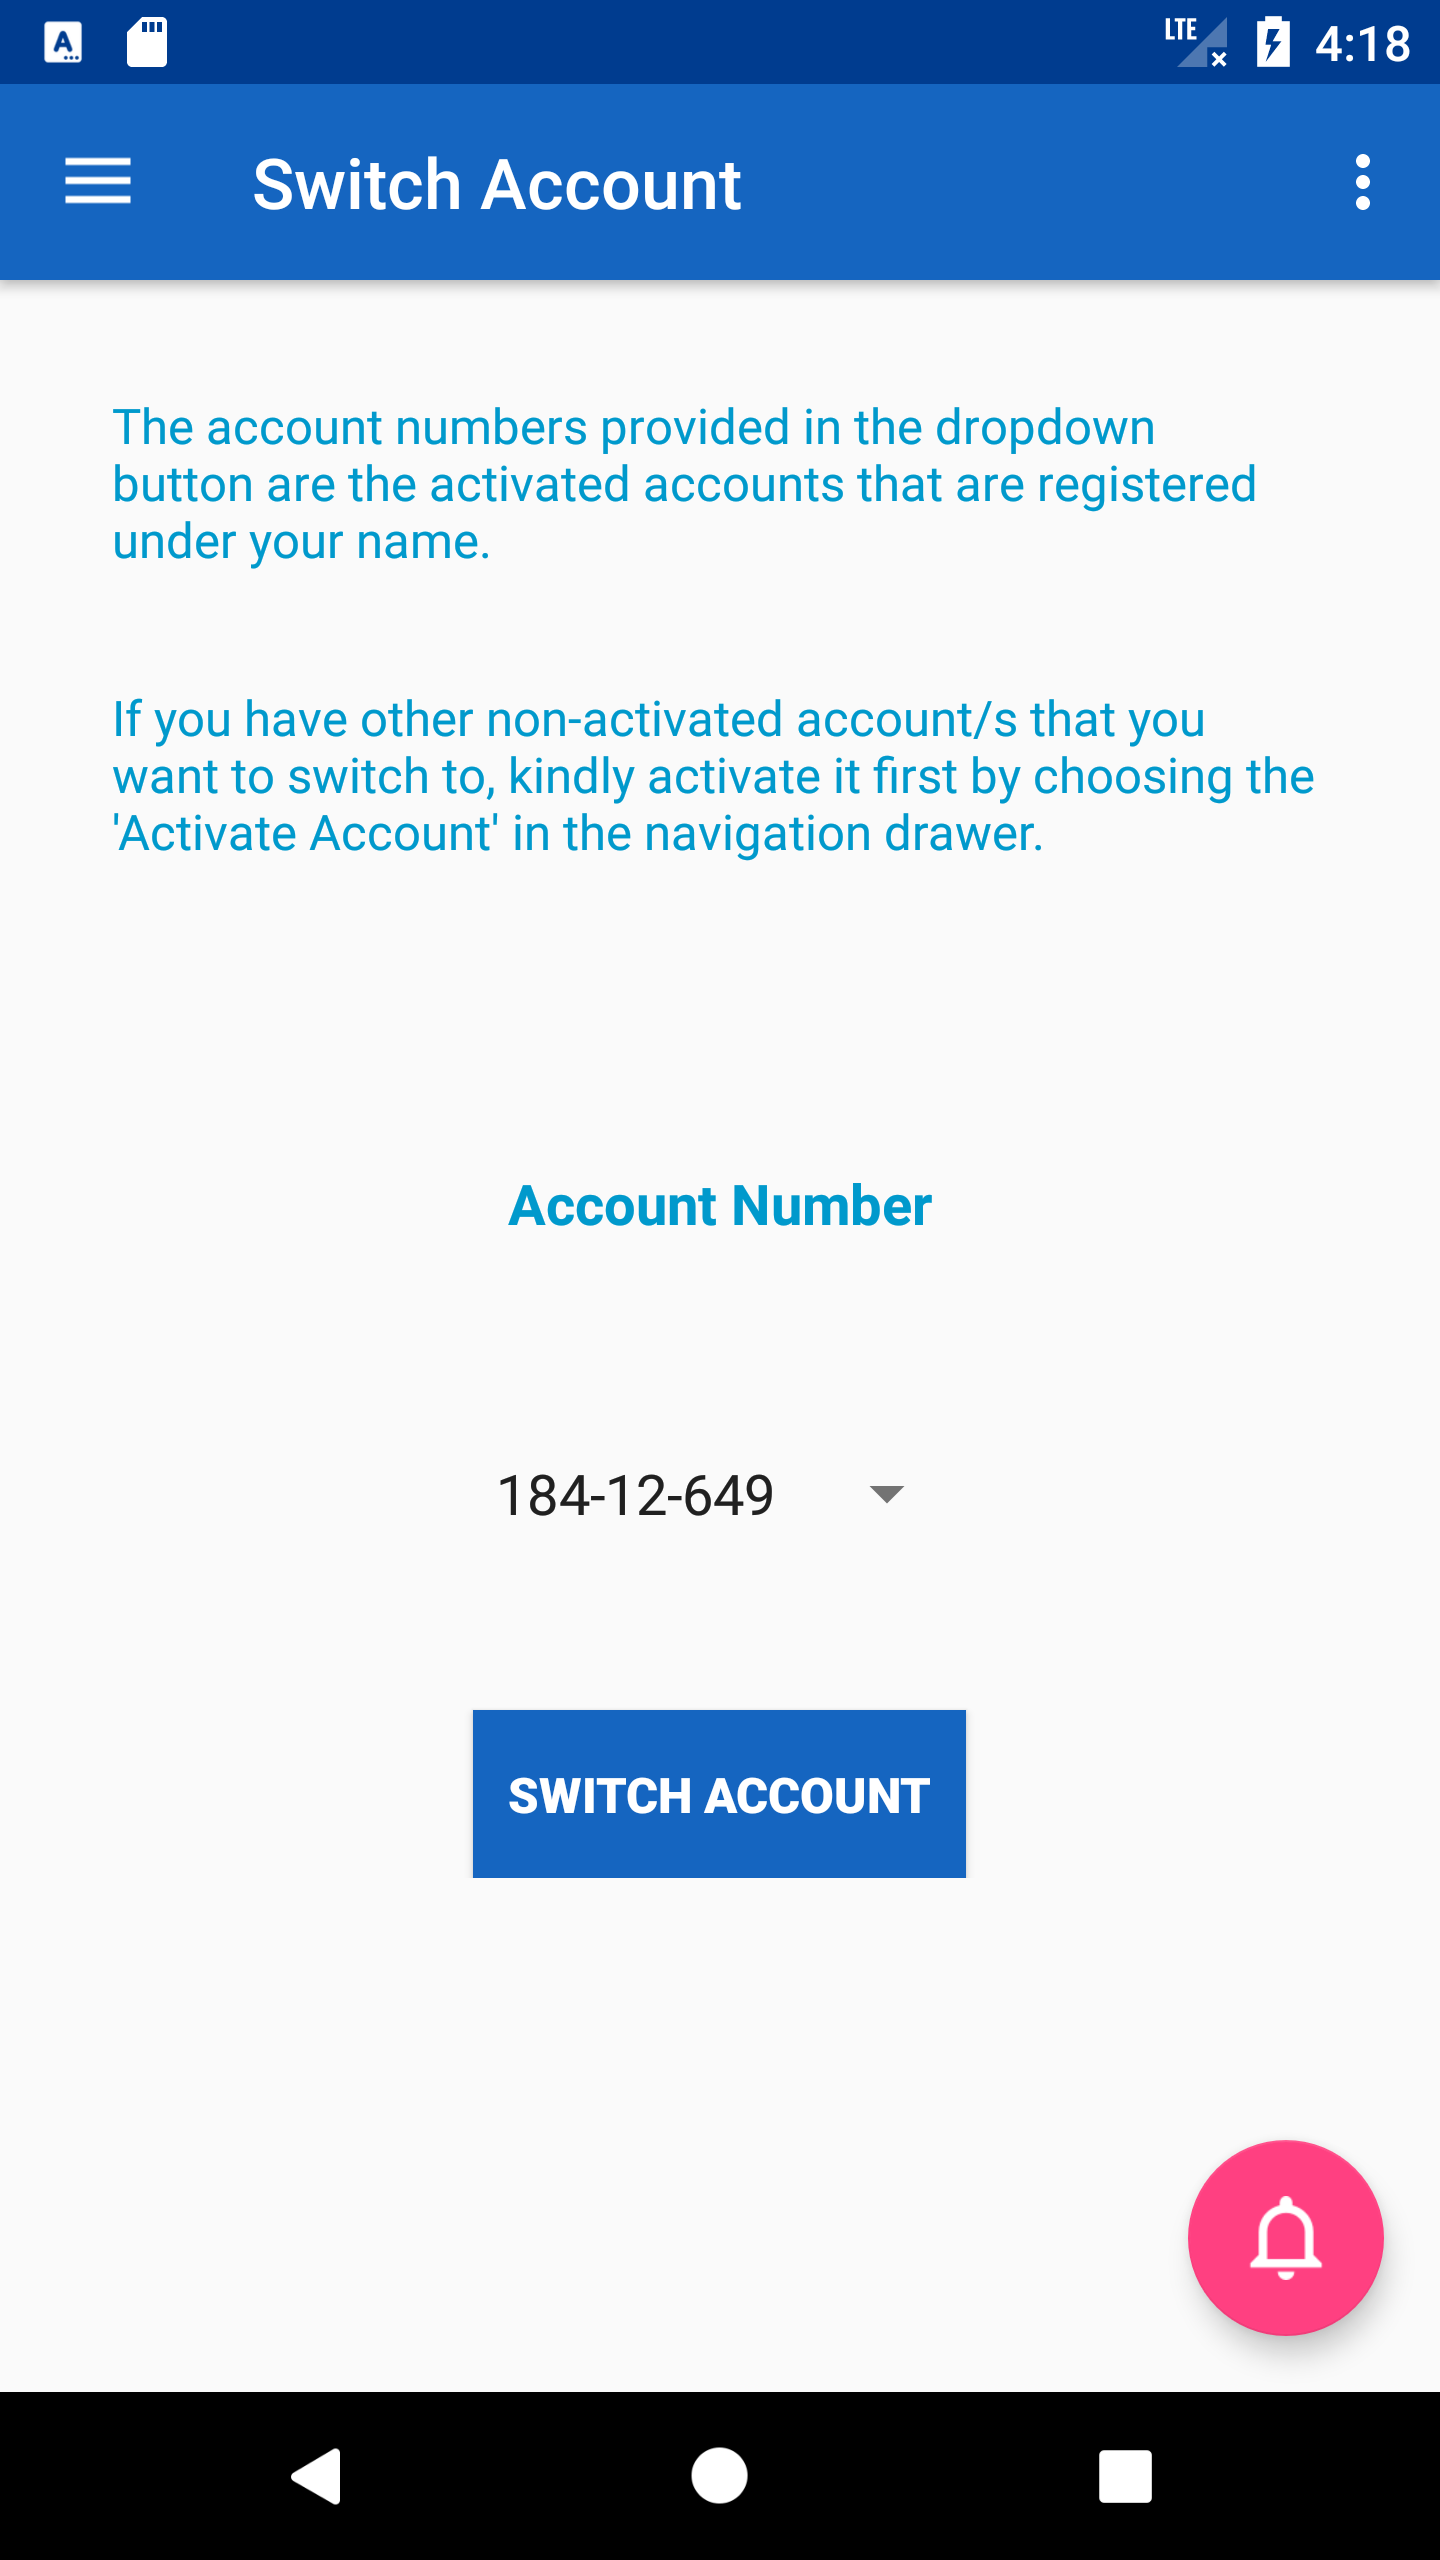 LTE 4:18
Switch Account
The account numbers provided in the dropdown
button are the activated accounts that are registered
under your name.
If you have other non-activated account/s that you
want to switch to, kindly activate it first by choosing the
'Activate Account' in the navigation drawer.
Account Number
184-12-649
SWITCH ACCOUNT